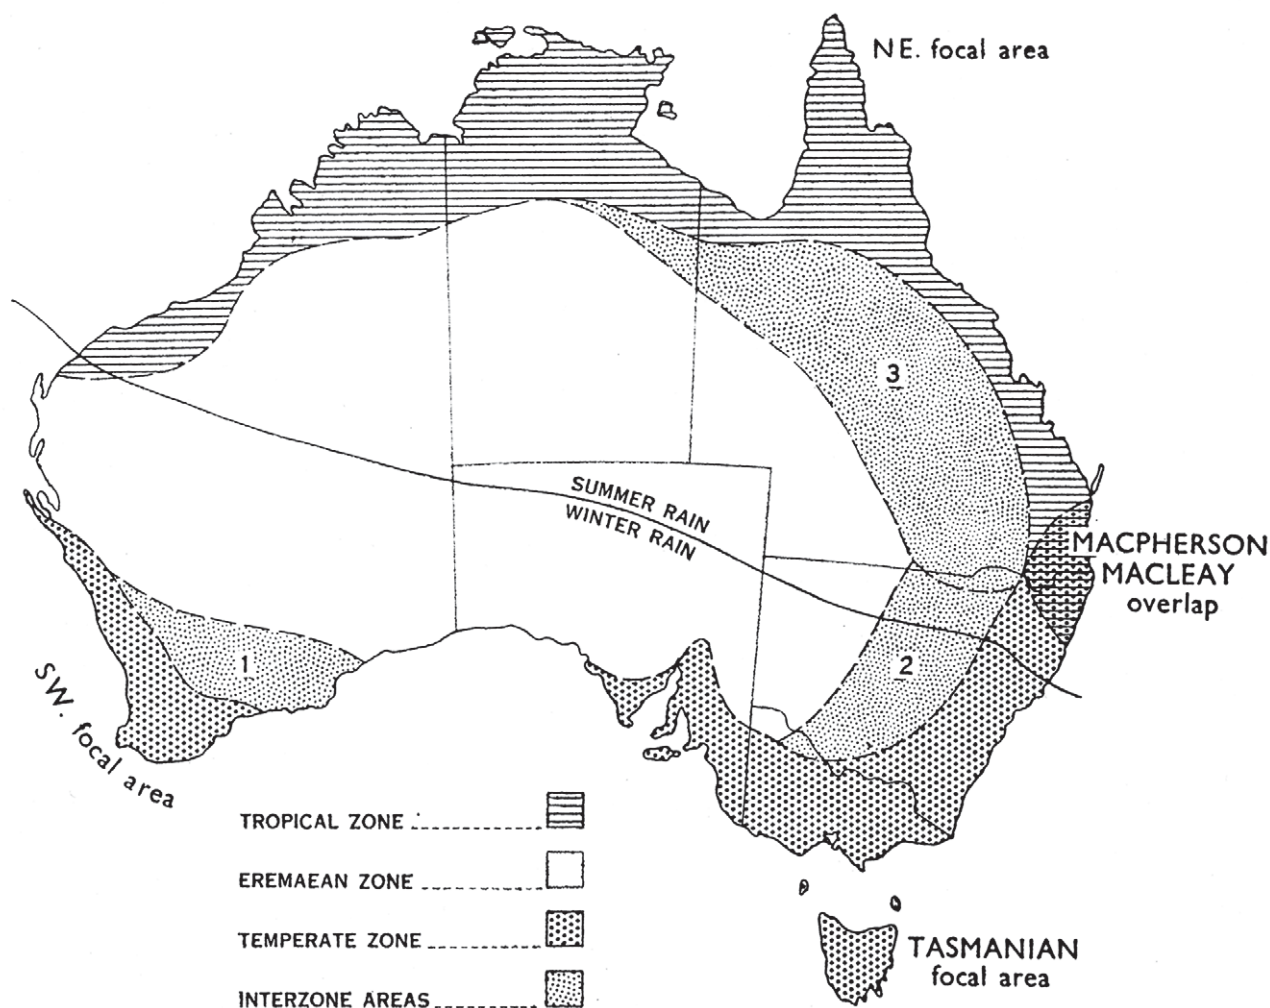 NE. focal area
3
SUMMER RAIN
WINTER RAIN
MACPHERSON
MACLEAY
overlap
1
2
SW. focal area
TROPICAL ZONE
EREMAEAN ZONE
TEMPERATE ZONE
INTERZONE AREAS
TASMANIAN
focal area